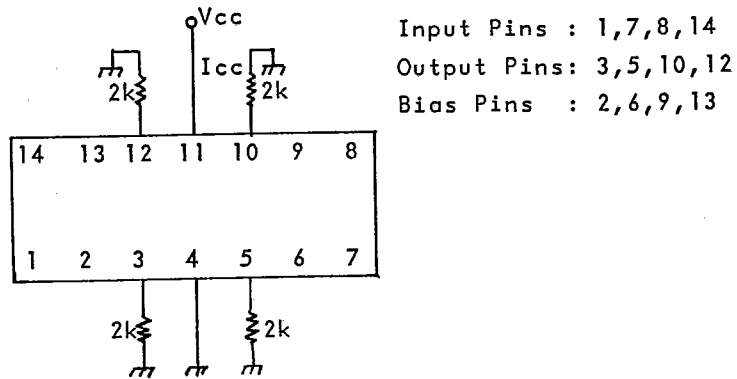 Vcc
Icc
2k 2k
14 13 12 11 10 9 8
1 2 3 4 5 6 7
2k 2k
Input Pins : 1,7,8,14
Output Pins: 3,5,10,12
Bias Pins : 2,6,9,13